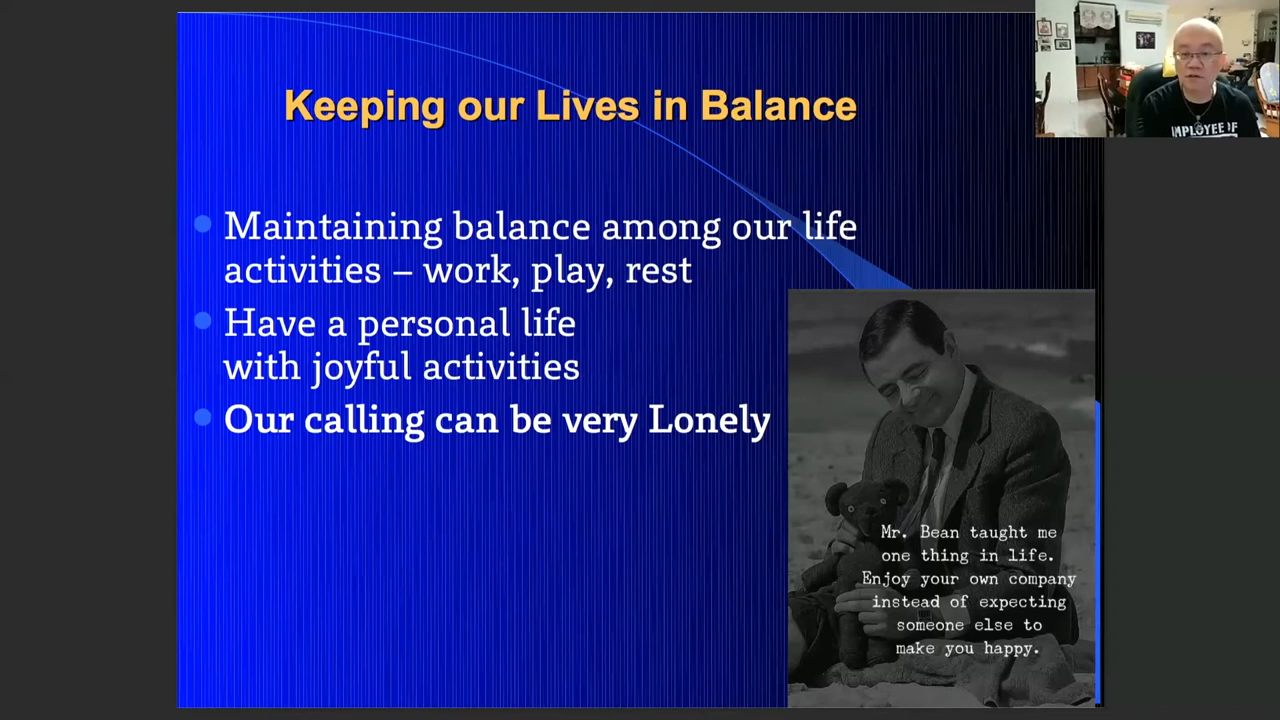 Keeping our Lives in Balance
Maintaining balance among our life
activities – work, play, rest
Have a personal life
with joyful activities
Our calling can be very Lonely
Mr. Bean taught me
one thing in life.
Enjoy your own company
instead of expecting
someone else to
make you happy.
EMPLOYEE OF